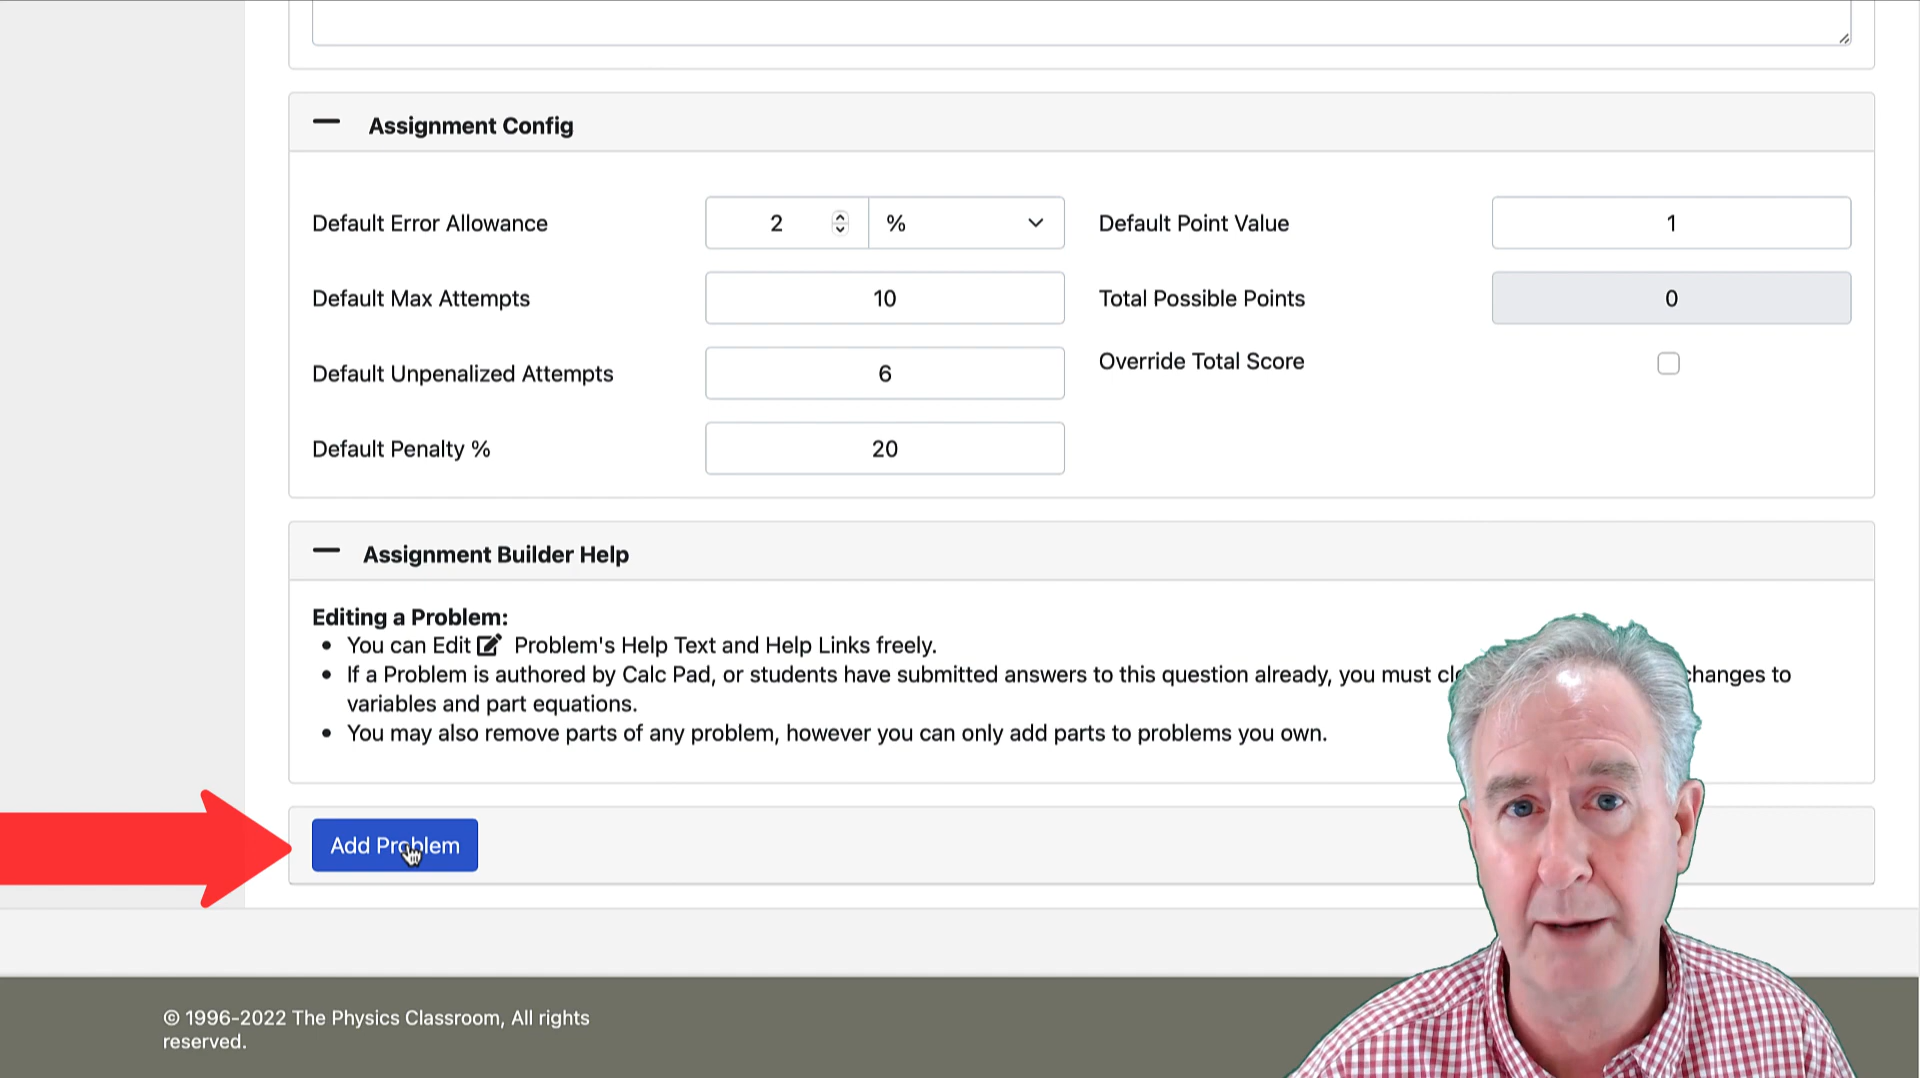 Assignment Config
Default Error Allowance 2 % Default Point Value 1
Default Max Attempts 10 Total Possible Points 0
Default Unpenalized Attempts 6 Override Total Score
Default Penalty % 20
Assignment Builder Help
Editing a Problem:
You can Edit Problem's Help Text and Help Links freely.
If a Problem is authored by Calc Pad, or students have submitted answers to this question already, you must changes to
variables and part equations.
You may also remove parts of any problem, however you can only add parts to problems you own.
Add Problem
© 1996-2022 The Physics Classroom, All rights
reserved.